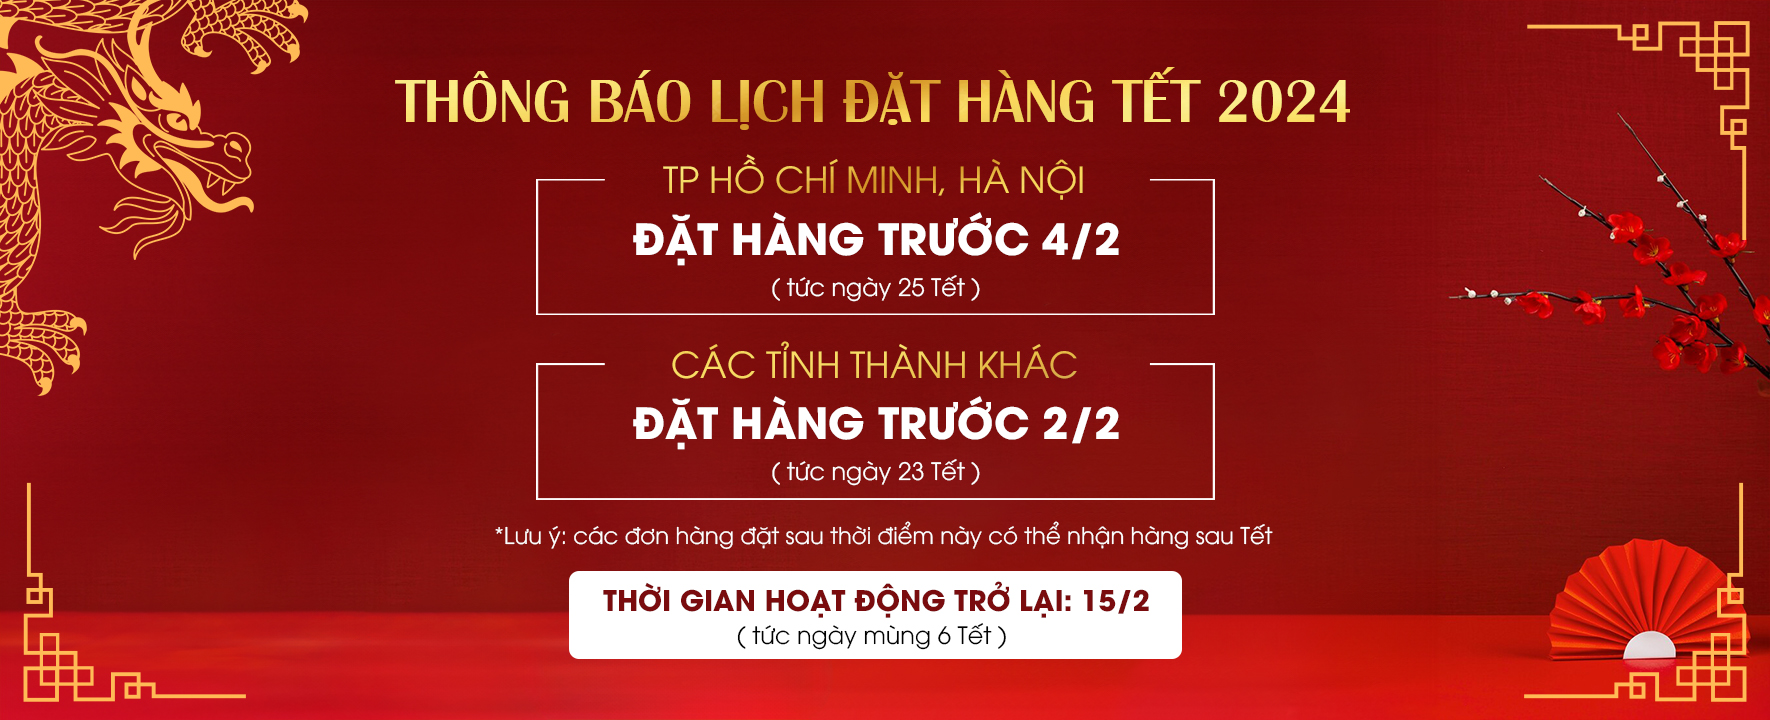 THÔNG BÁO LỊCH ĐẶT HÀNG TẾT 2024
TP HỒ CHÍ MINH, HÀ NỘI
ĐẶT HÀNG TRƯỚC 4/2
( tức ngày 25 Tết )
CÁC TỈNH THÀNH KHÁC
ĐẶT HÀNG TRƯỚC 2/2
( tức ngày 23 Tết )
*Lưu ý: các đơn hàng đặt sau thời điểm này có thể nhận hàng sau Tết
THỜI GIAN HOẠT ĐỘNG TRỞ LẠI: 15/2
( tức ngày mùng 6 Tết )